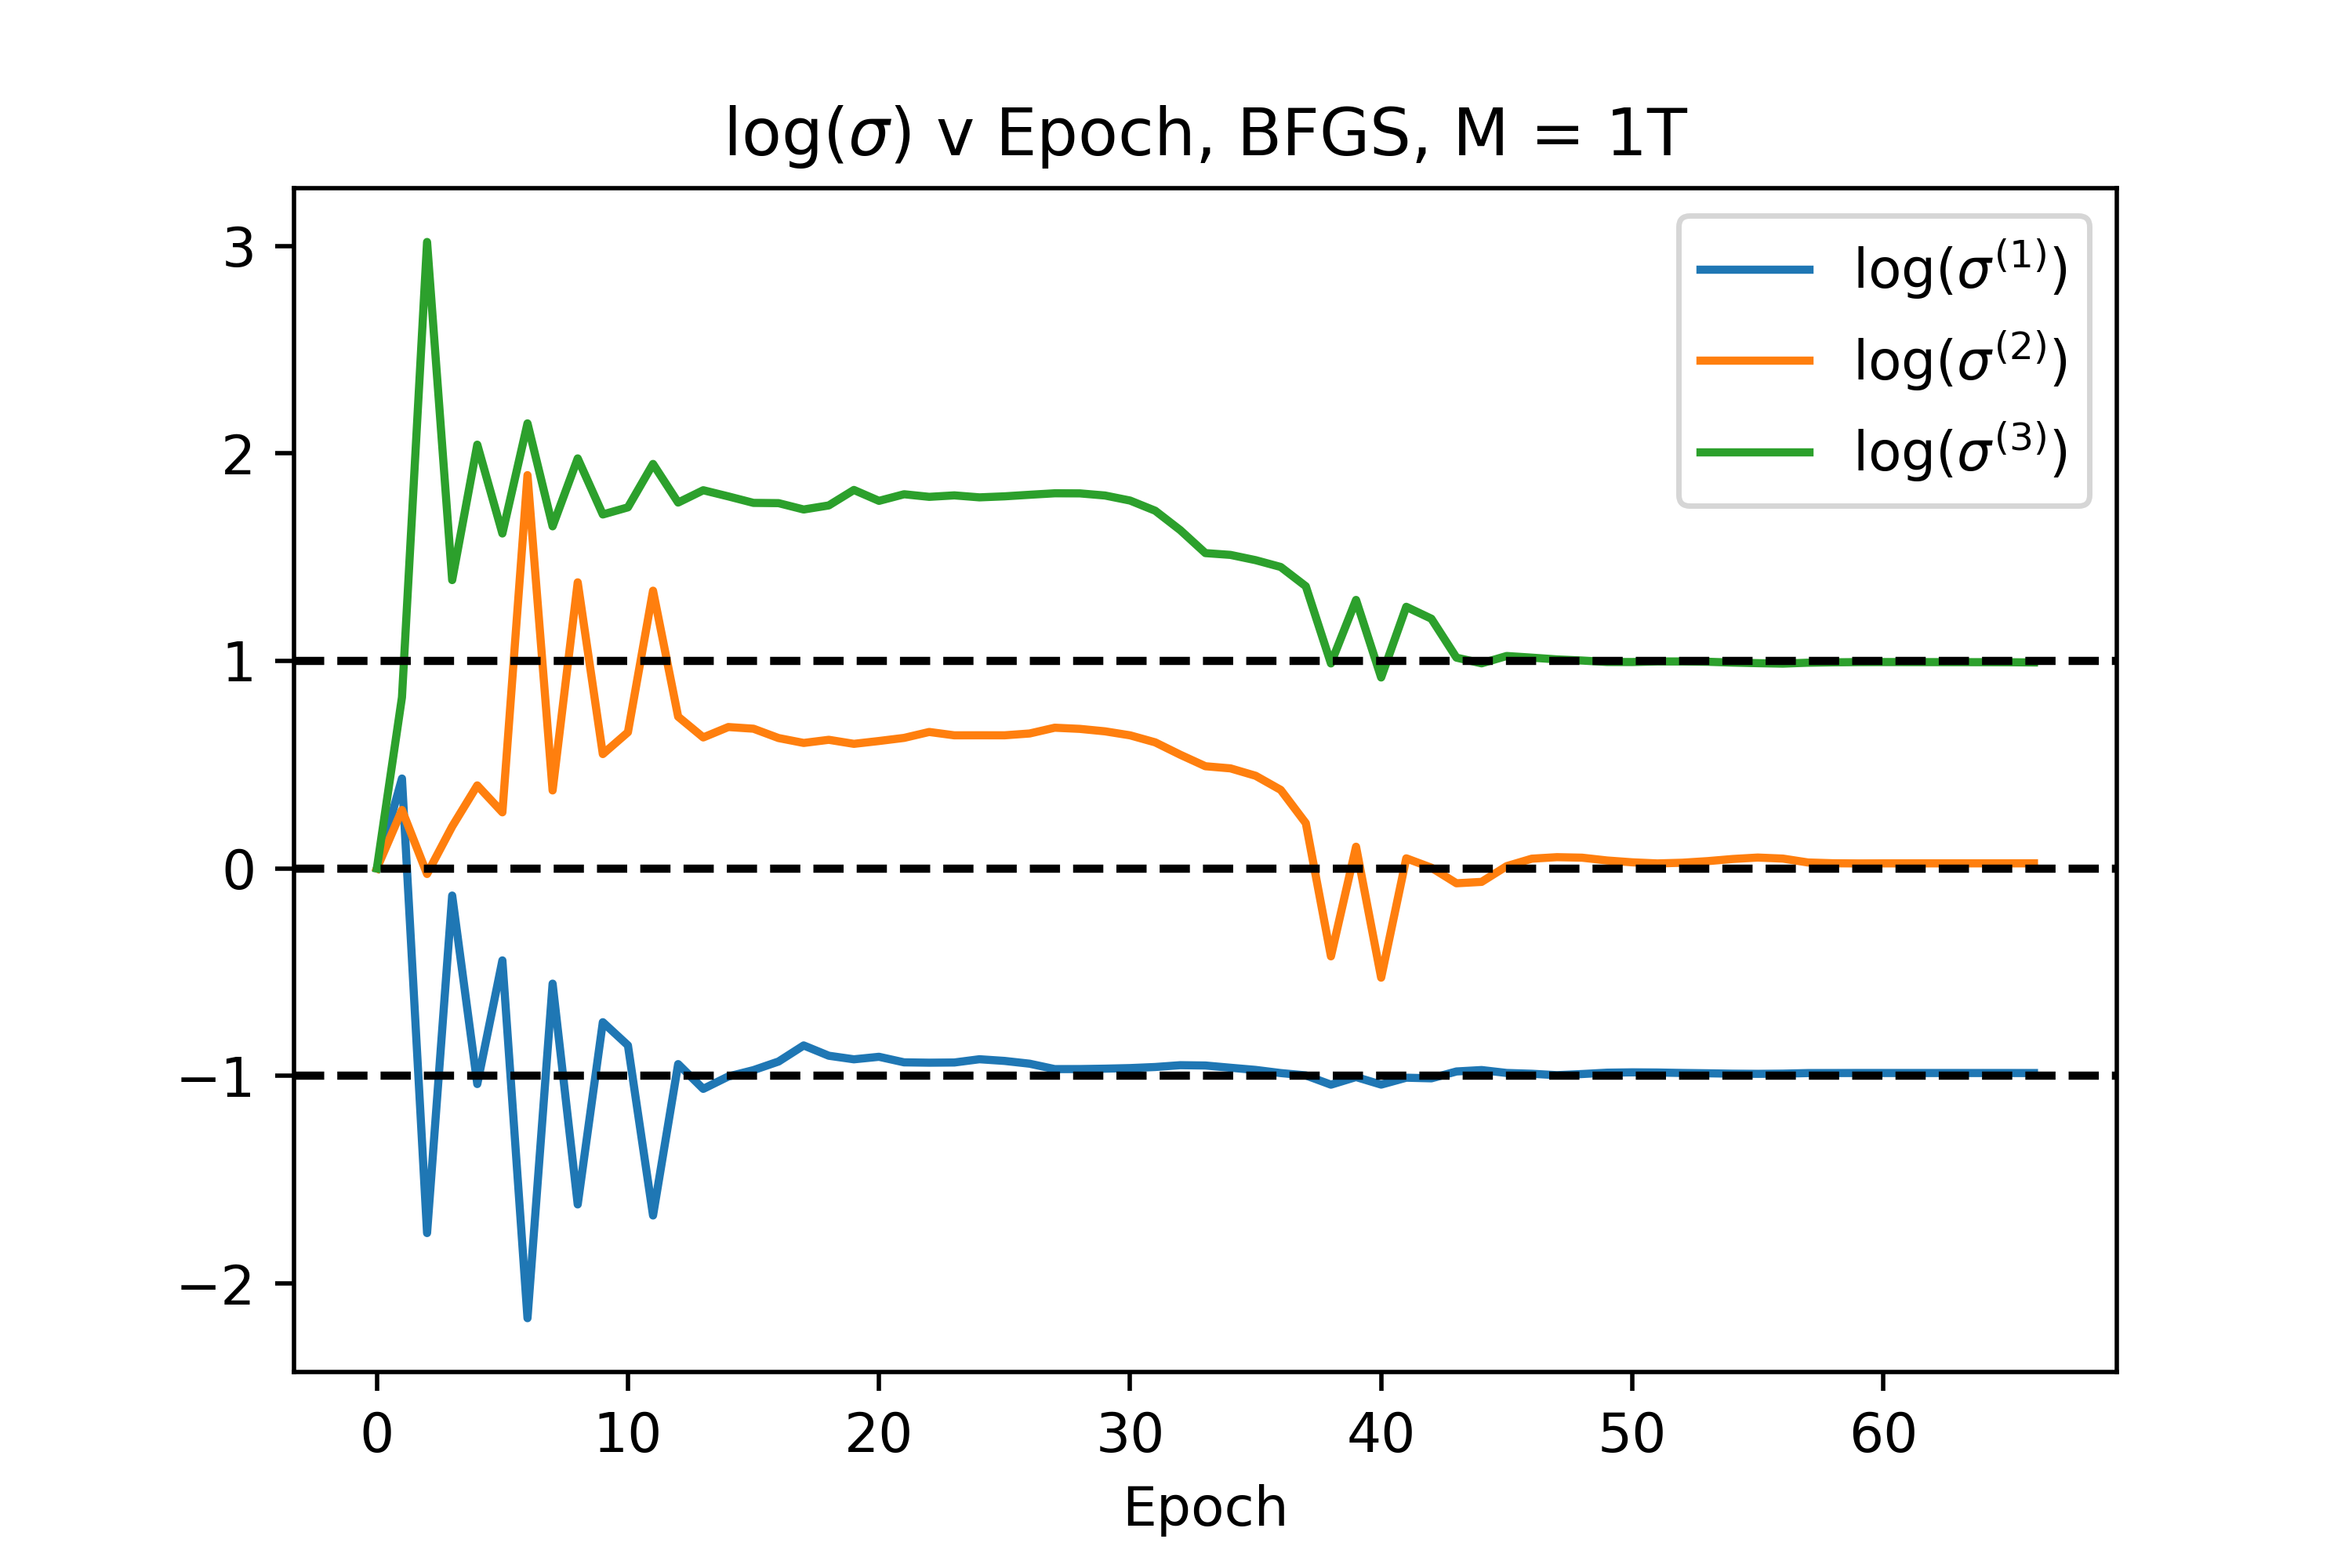 log(σ) v Epoch, BFGS, M = 1T
3
2
1
0
−1
−2
log(σ⁽¹⁾)
log(σ⁽²⁾)
log(σ⁽³⁾)
0 10 20 30 40 50 60
Epoch